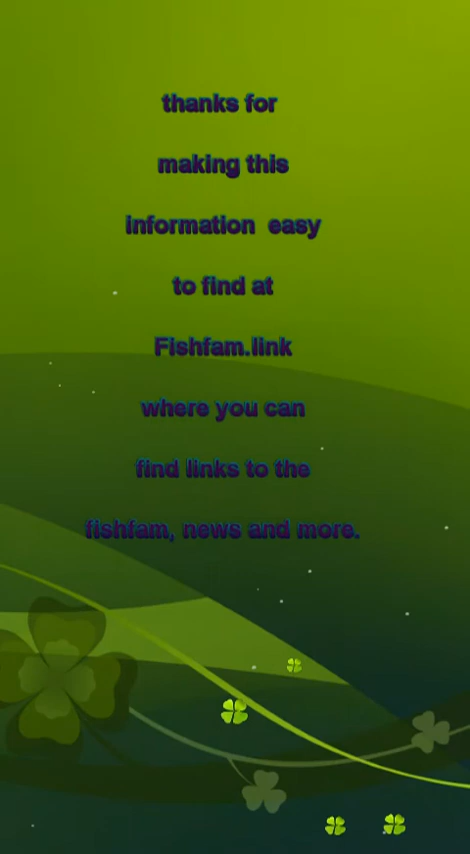 thanks for
making this
information  easy
to find at
Fishfam.link
where you can
find links to the
fishfam, news and more.